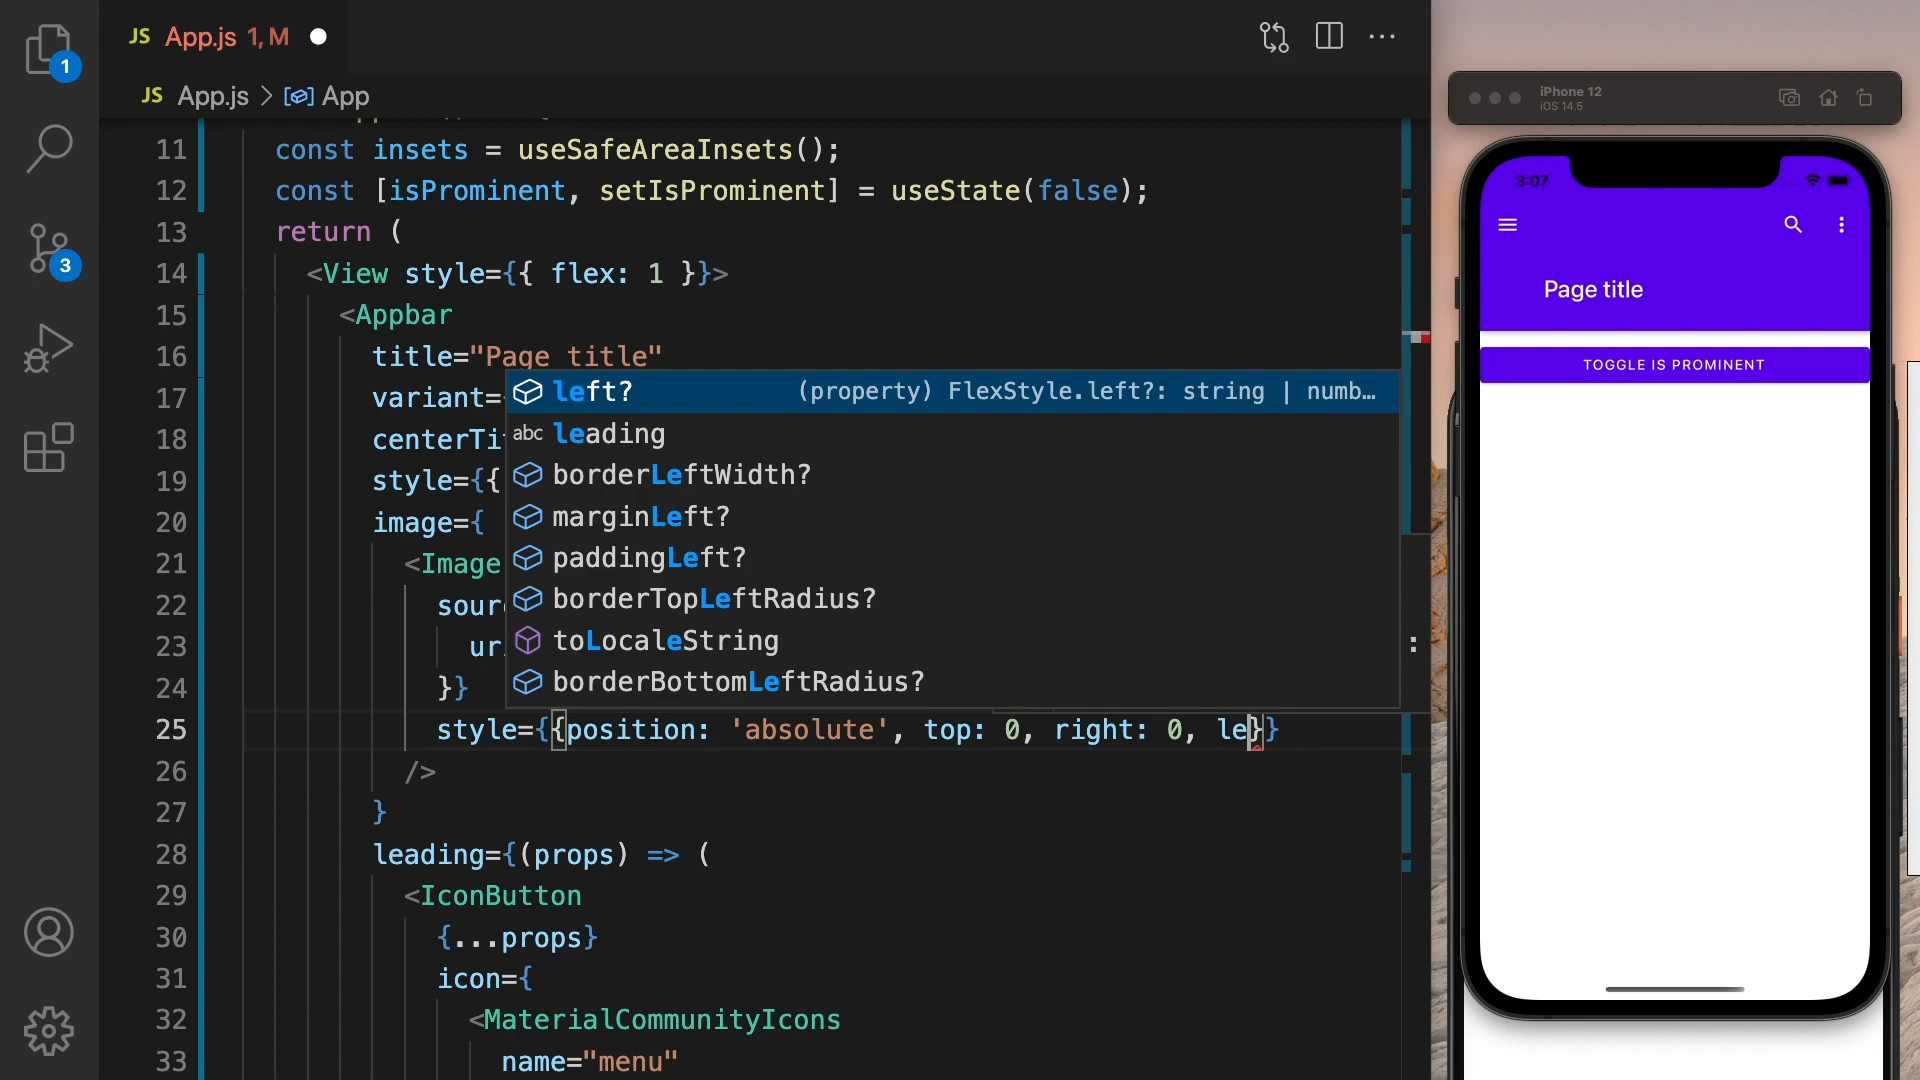 1
3
JS App.js 1, M
JS App.js > App
11 const insets = useSafeAreaInsets();
12 const [isProminent, setIsProminent] = useState(false);
13 return (
14 <View style={{ flex: 1 }}>
15 <Appbar
16 title="Page title"
17 variant=
18 centerTi
19 style={{
20 image={
21 <Image
22 sour
23 ur
24 }}
25 style={{position: 'absolute', top: 0, right: 0, le}}
26 />
27 }
28 leading={(props) => (
29 <IconButton
30 {...props}
31 icon={
32 <MaterialCommunityIcons
33 name="menu"
left? (property) FlexStyle.left?: string | numb…
abc leading
borderLeftWidth?
marginLeft?
paddingLeft?
borderTopLeftRadius?
toLocaleString
borderBottomLeftRadius?
:
iPhone 12
iOS 14.5
3:07
Page title
TOGGLE IS PROMINENT